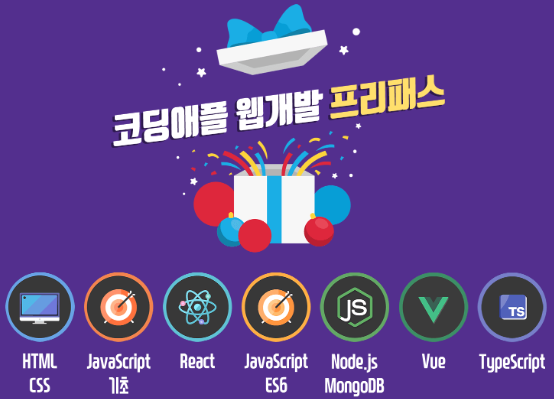 코딩애플 웹개발 프리패스
JS
TS
HTML
CSS
JavaScript
기초
React
JavaScript
ES6
Node.js
MongoDB
Vue
TypeScript